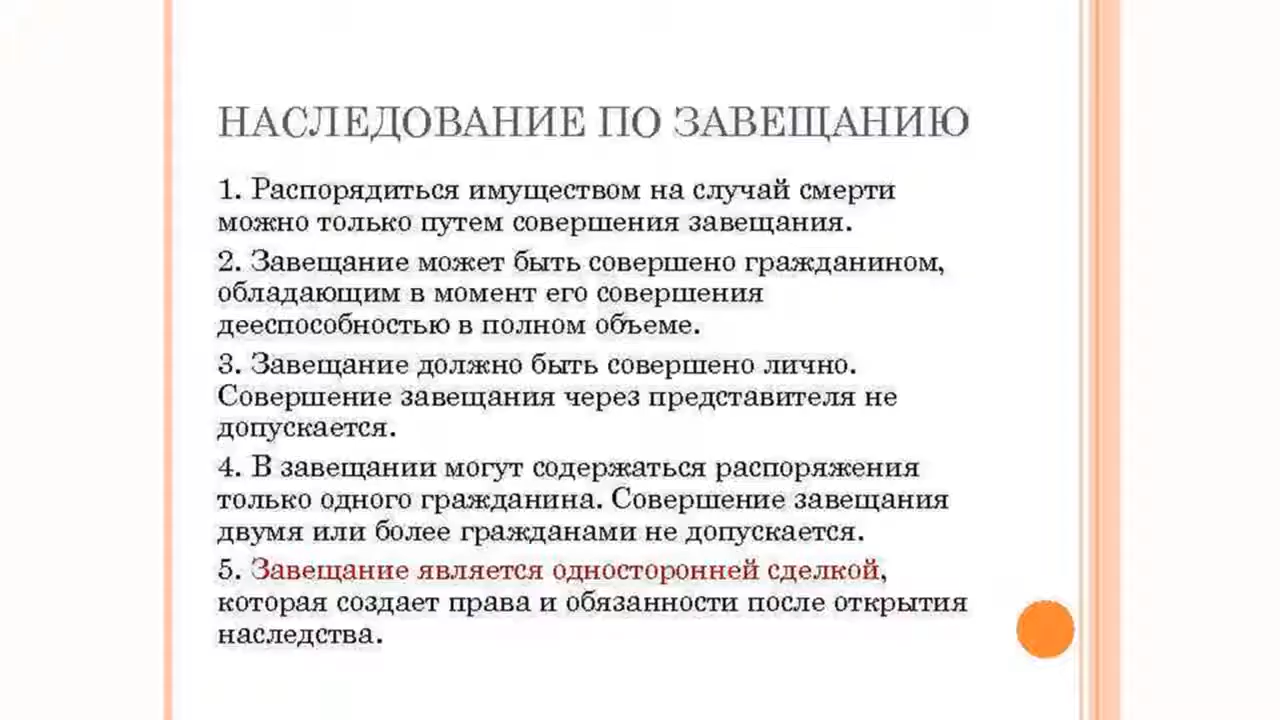 НАСЛЕДОВАНИЕ ПО ЗАВЕЩАНИЮ
1. Распорядиться имуществом на случай смерти
можно только путем совершения завещания.
2. Завещание может быть совершено гражданином,
обладающим в момент его совершения
дееспособностью в полном объеме.
3. Завещание должно быть совершено лично.
Совершение завещания через представителя не
допускается.
4. В завещании могут содержаться распоряжения
только одного гражданина. Совершение завещания
двумя или более гражданами не допускается.
5. Завещание является односторонней сделкой,
которая создает права и обязанности после открытия
наследства.